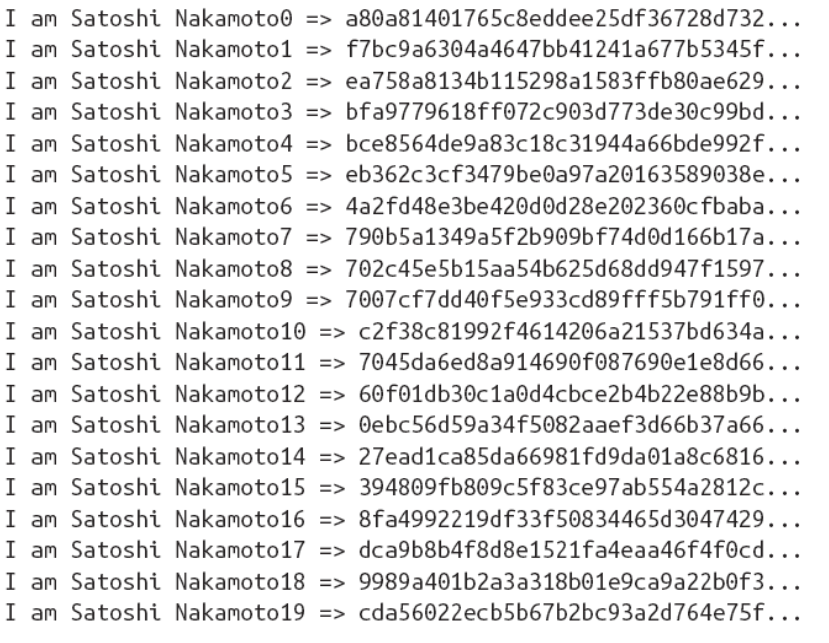 I am Satoshi Nakamoto0 => a80a81401765c8eddee25df36728d732...
I am Satoshi Nakamoto1 => f7bc9a6304a4647bb41241a677b5345f...
I am Satoshi Nakamoto2 => ea758a8134b115298a1583ffb80ae629...
I am Satoshi Nakamoto3 => bfa9779618ff072c903d773de30c99bd...
I am Satoshi Nakamoto4 => bce8564de9a83c18c31944a66bde992f...
I am Satoshi Nakamoto5 => eb362c3cf3479be0a97a20163589038e...
I am Satoshi Nakamoto6 => 4a2fd48e3be420d0d28e202360cfbaba...
I am Satoshi Nakamoto7 => 790b5a1349a5f2b909bf74d0d166b17a...
I am Satoshi Nakamoto8 => 702c45e5b15aa54b625d68dd947f1597...
I am Satoshi Nakamoto9 => 7007cf7dd40f5e933cd89fff5b791ff0...
I am Satoshi Nakamoto10 => c2f38c81992f4614206a21537bd634a...
I am Satoshi Nakamoto11 => 7045da6ed8a914690f087690e1e8d66...
I am Satoshi Nakamoto12 => 60f01db30c1a0d4cbce2b4b22e88b9b...
I am Satoshi Nakamoto13 => 0ebc56d59a34f5082aaef3d66b37a66...
I am Satoshi Nakamoto14 => 27ead1ca85da66981fd9da01a8c6816...
I am Satoshi Nakamoto15 => 394809fb809c5f83ce97ab554a2812c...
I am Satoshi Nakamoto16 => 8fa4992219df33f50834465d3047429...
I am Satoshi Nakamoto17 => dca9b8b4f8d8e1521fa4eaa46f4f0cd...
I am Satoshi Nakamoto18 => 9989a401b2a3a318b01e9ca9a22b0f3...
I am Satoshi Nakamoto19 => cda56022ecb5b67b2bc93a2d764e75f...